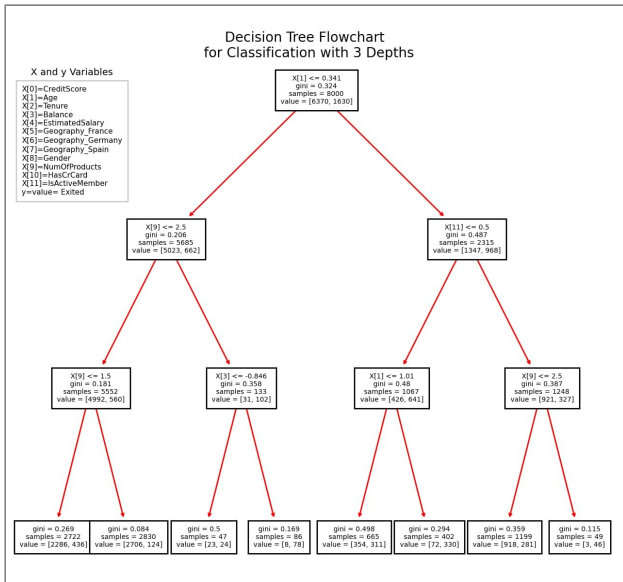 Decision Tree Flowchart
for Classification with 3 Depths
X and y Variables
X[0]=CreditScore
X[1]=Age
X[2]=Tenure
X[3]=Balance
X[4]=EstimatedSalary
X[5]=Geography_France
X[6]=Geography_Germany
X[7]=Geography_Spain
X[8]=Gender
X[9]=NumOfProducts
X[10]=HasCrCard
X[11]=IsActiveMember
y=value= Exited
X[1] <= 0.341
gini = 0.324
samples = 8000
value = [6370, 1630]
X[9] <= 2.5
gini = 0.206
samples = 5685
value = [5023, 662]
X[11] <= 0.5
gini = 0.487
samples = 2315
value = [1347, 968]
X[9] <= 1.5
gini = 0.181
samples = 5552
value = [4992, 560]
X[3] <= -0.846
gini = 0.358
samples = 133
value = [31, 102]
X[1] <= 1.01
gini = 0.48
samples = 1067
value = [426, 641]
X[9] <= 2.5
gini = 0.387
samples = 1248
value = [921, 327]
gini = 0.269
samples = 2722
value = [2286, 436]
gini = 0.084
samples = 2830
value = [2706, 124]
gini = 0.5
samples = 47
value = [23, 24]
gini = 0.169
samples = 86
value = [8, 78]
gini = 0.498
samples = 665
value = [354, 311]
gini = 0.294
samples = 402
value = [72, 330]
gini = 0.359
samples = 1199
value = [918, 281]
gini = 0.115
samples = 49
value = [3, 46]